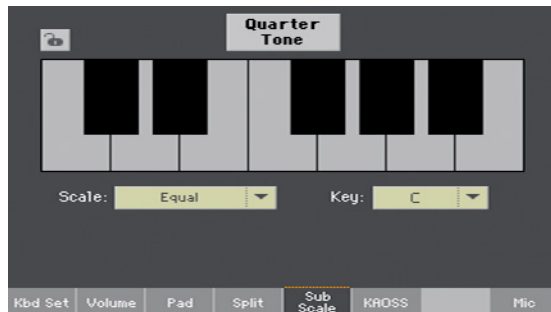 Quarter
Tone
Scale: Equal Key: C
Kbd Set Volume Pad Split Sub Scale KAOSS Mic